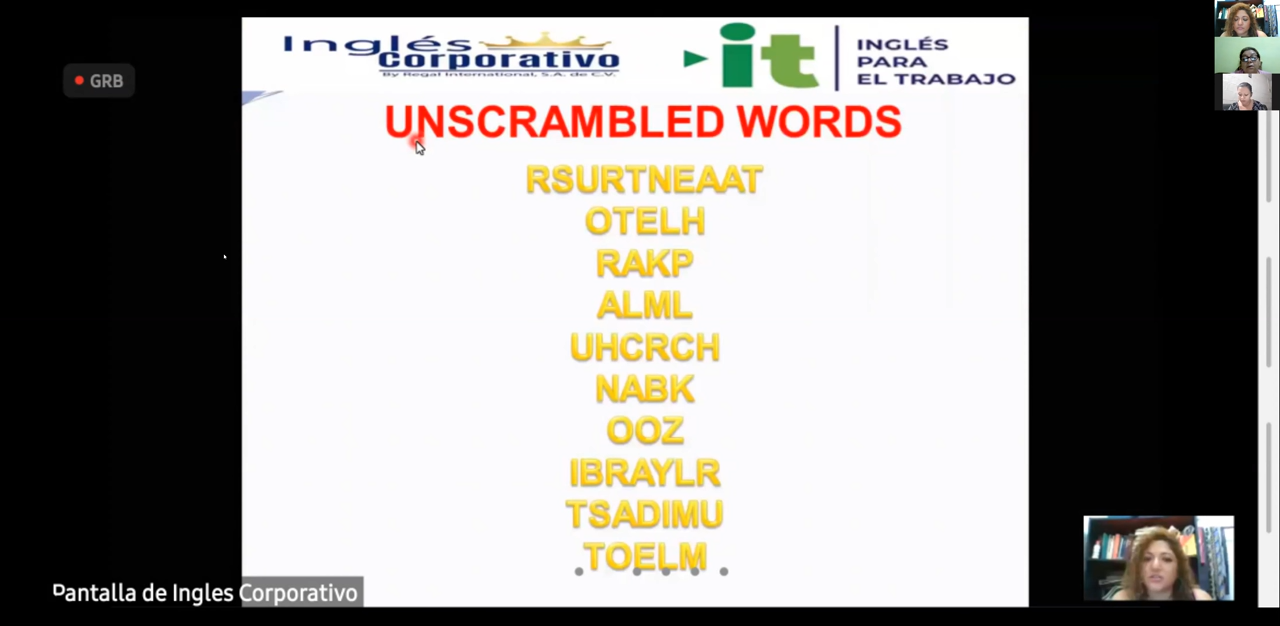 Inglés
Corporativo
By Regal International, S.A. de C.V.
it
INGLÉS
PARA
EL TRABAJO
GRB
UNSCRAMBLED WORDS
RSURTNEAAT
OTELH
RAKP
ALML
UHCRCH
NABK
OOZ
IBRAYLR
TSADIMU
TOELM
Pantalla de Ingles Corporativo